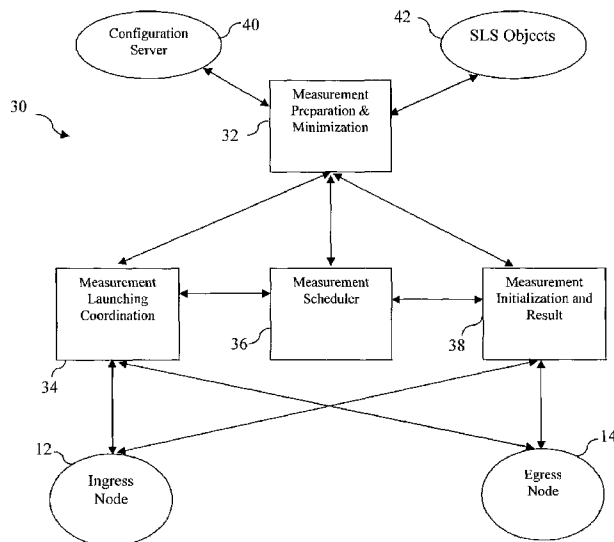 Configuration
Server
40
42
SLS Objects
30
Measurement
Preparation &
Minimization
32
Measurement
Launching
Coordination
34
Measurement
Scheduler
36
Measurement
Initialization and
Result
38
12
Ingress
Node
14
Egress
Node